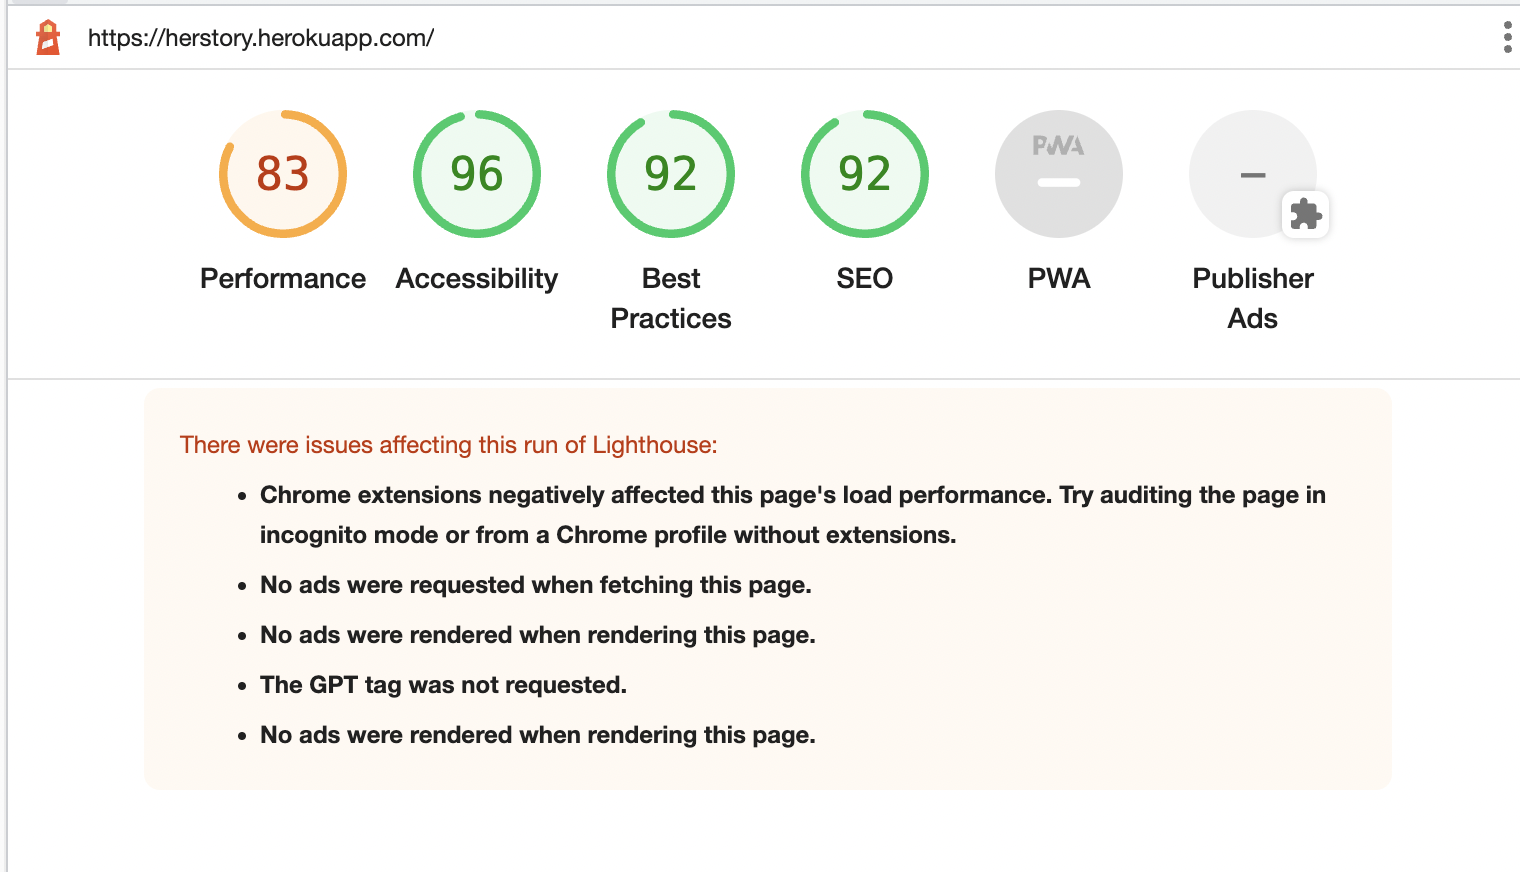 https://herstory.herokuapp.com/
83 96 92 92 PWA –
Performance Accessibility Best Practices SEO PWA Publisher Ads
There were issues affecting this run of Lighthouse:
• Chrome extensions negatively affected this page's load performance. Try auditing the page in
incognito mode or from a Chrome profile without extensions.
• No ads were requested when fetching this page.
• No ads were rendered when rendering this page.
• The GPT tag was not requested.
• No ads were rendered when rendering this page.